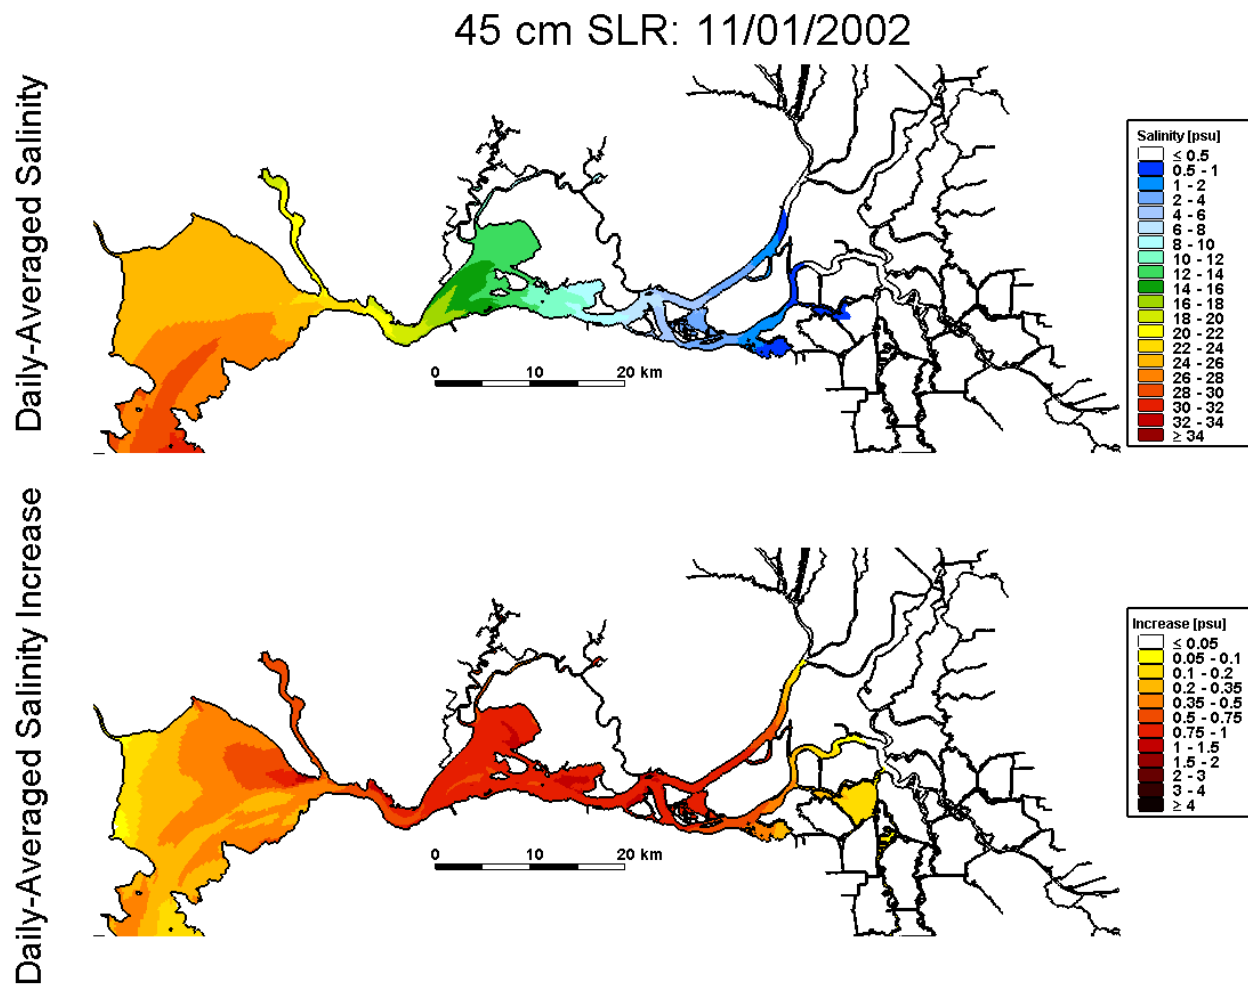 45 cm SLR: 11/01/2002
Daily-Averaged Salinity
Salinity [psu]
≤ 0.5
0.5 - 1
1 - 2
2 - 4
4 - 6
6 - 8
8 - 10
10 - 12
12 - 14
14 - 16
16 - 18
18 - 20
20 - 22
22 - 24
24 - 26
26 - 28
28 - 30
30 - 32
32 - 34
≥ 34
0 10 20 km
Daily-Averaged Salinity Increase
Increase [psu]
≤ 0.05
0.05 - 0.1
0.1 - 0.2
0.2 - 0.35
0.35 - 0.5
0.5 - 0.75
0.75 - 1
1 - 1.5
1.5 - 2
2 - 3
3 - 4
≥ 4
0 10 20 km